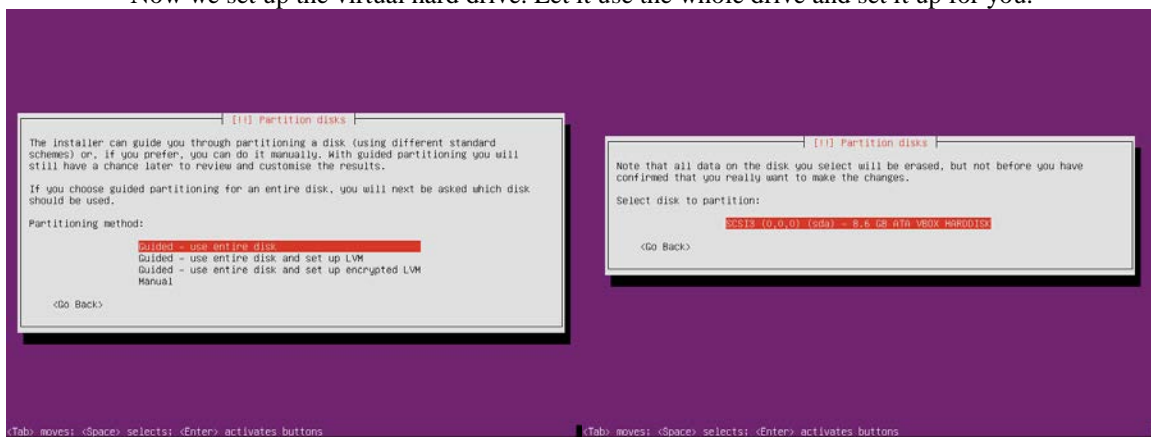 Now we set up the virtual hard drive. Let it use the whole drive and set it up for you.
[!!] Partition disks
The installer can guide you through partitioning a disk (using different standard
schemes) or, if you prefer, you can do it manually. With guided partitioning you will
still have a chance later to review and customise the results.
If you choose guided partitioning for an entire disk, you will next be asked which disk
should be used.
Partitioning method:
Guided - use entire disk
Guided - use entire disk and set up LVM
Guided - use entire disk and set up encrypted LVM
Manual
<Go Back>
<Tab> moves; <Space> selects; <Enter> activates buttons
[!!] Partition disks
Note that all data on the disk you select will be erased, but not before you have
confirmed that you really want to make the changes.
Select disk to partition:
SCSI3 (0,0,0) (sda) - 8.6 GB ATA VBOX HARDDISK
<Go Back>
<Tab> moves; <Space> selects; <Enter> activates buttons